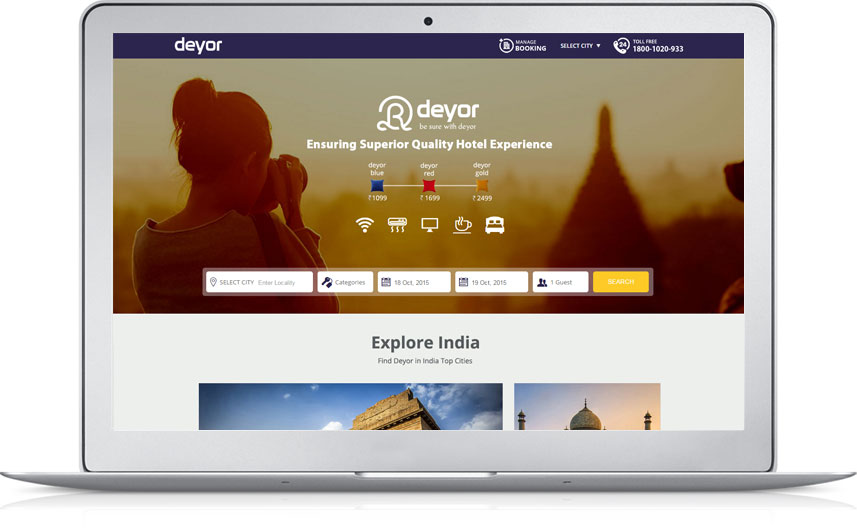 deyor
MANAGE
BOOKING
SELECT CITY
24
TOLL FREE
1800-1020-933
deyor
be sure with deyor
Ensuring Superior Quality Hotel Experience
deyor
blue
deyor
red
deyor
gold
₹1099
₹ 1699
₹ 2499
SELECT CITY Enter Locality
Categories
18 Oct, 2015
19 Oct, 2015
1 Guest
SEARCH
Explore India
Find Deyor in India Top Cities